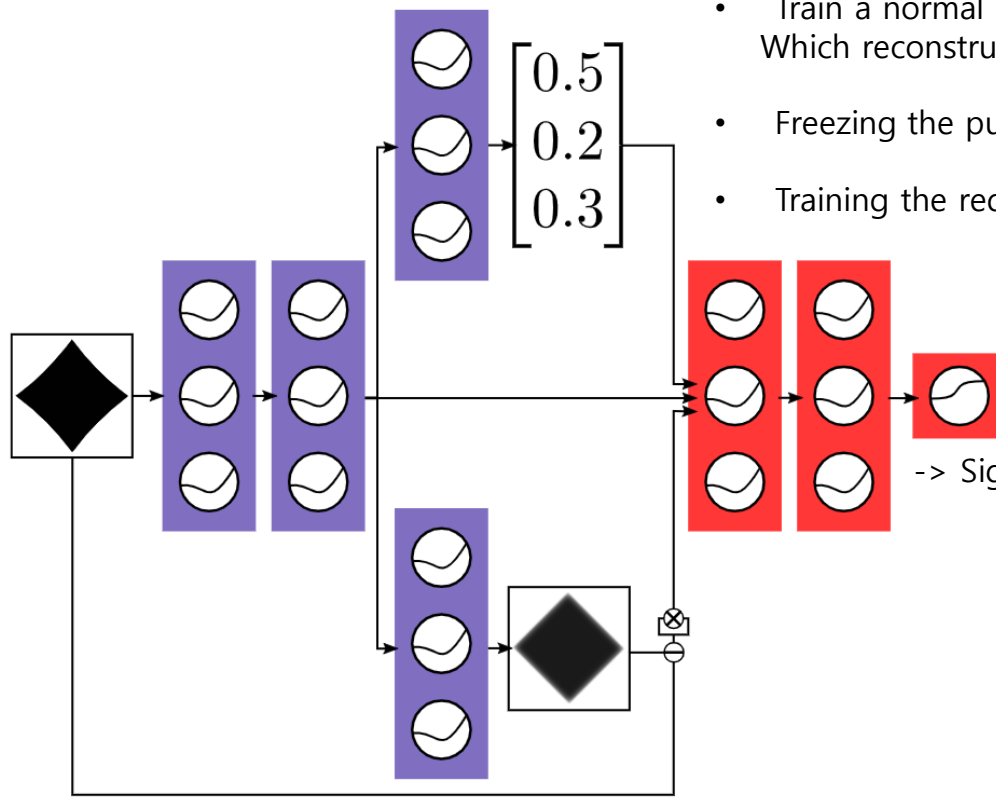 • Train a normal
Which reconstru
• Freezing the pu
• Training the rec
0.5
0.2
0.3
-> Sig